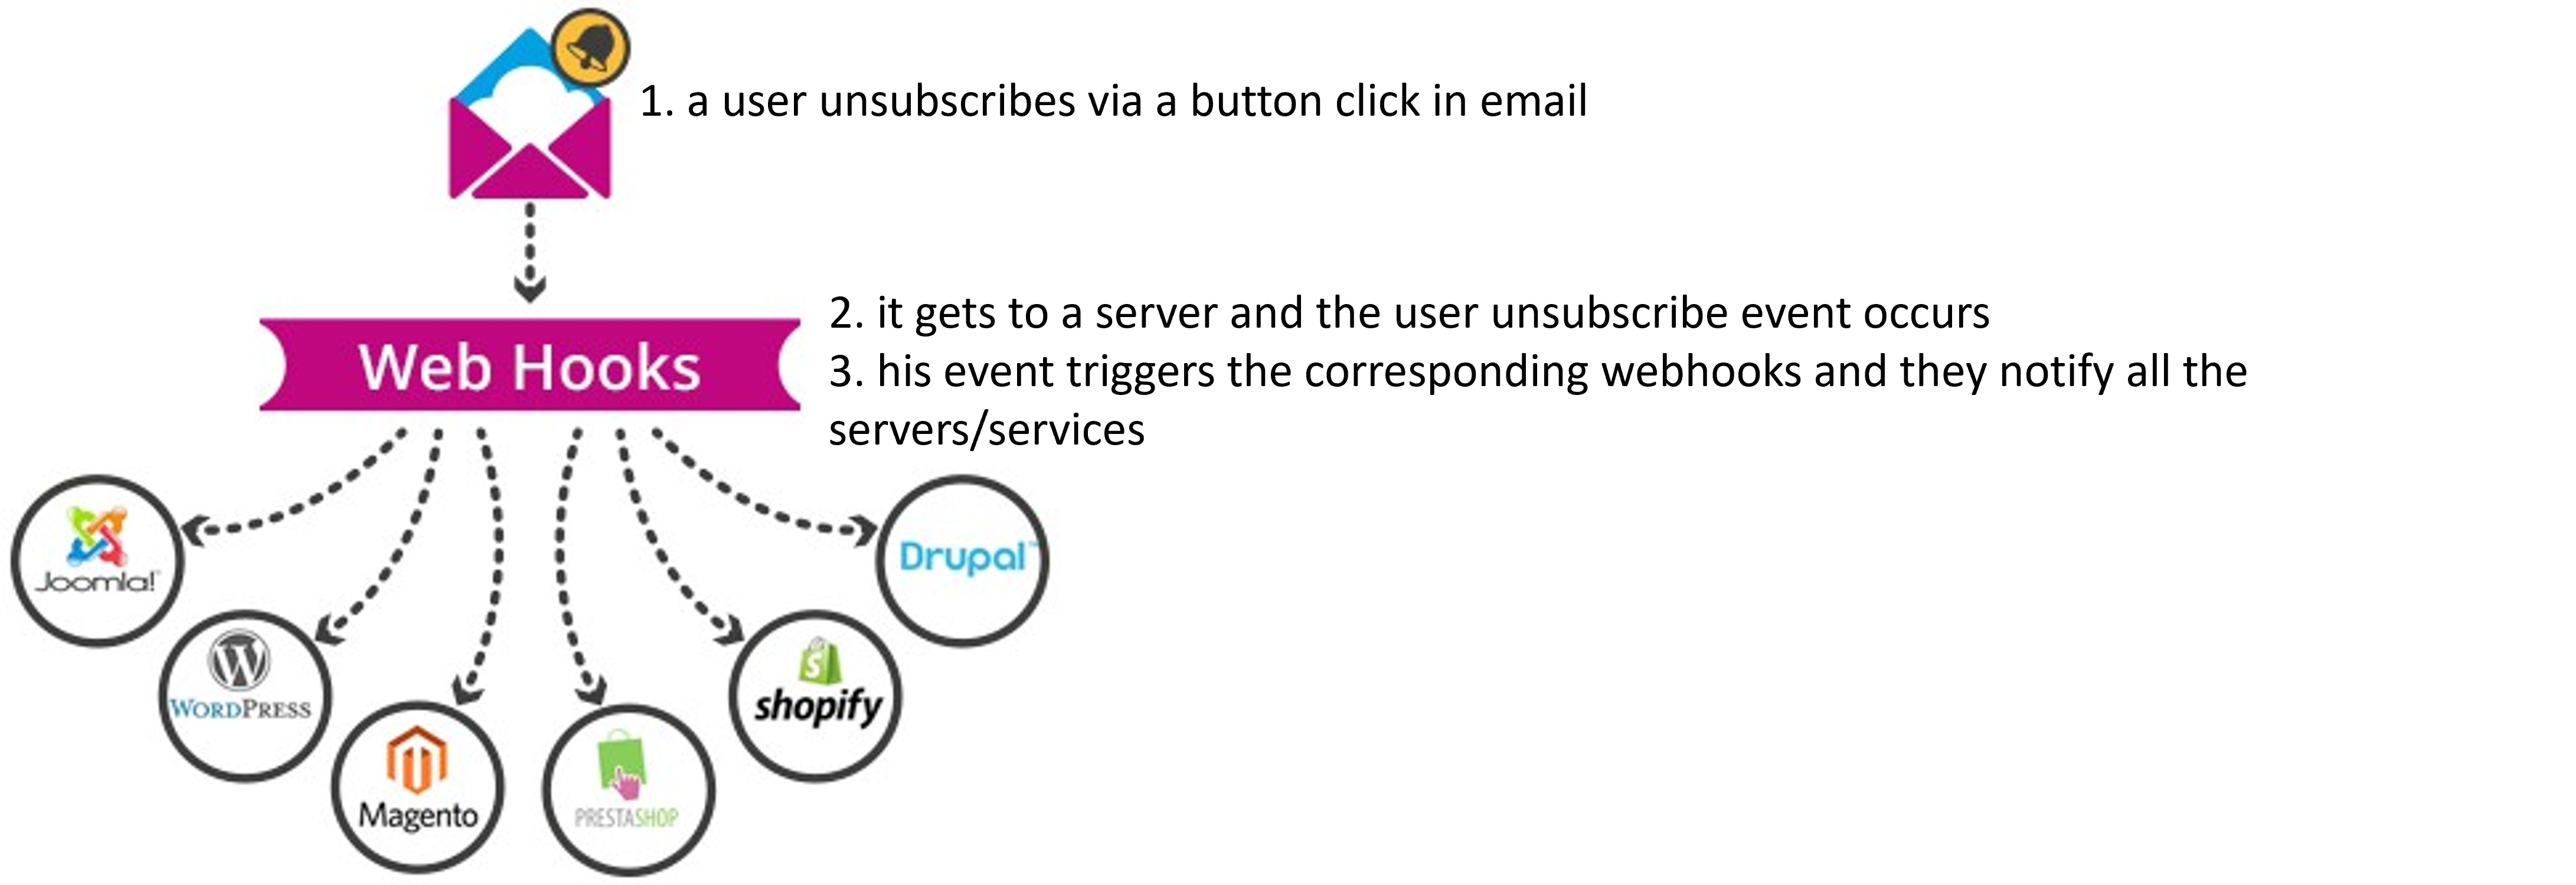 1. a user unsubscribes via a button click in email
2. it gets to a server and the user unsubscribe event occurs
Web Hooks
3. his event triggers the corresponding webhooks and they notify all the
servers/services
Joomla!
Drupal™
WORDPRESS
shopify
Magento
PRESTASHOP